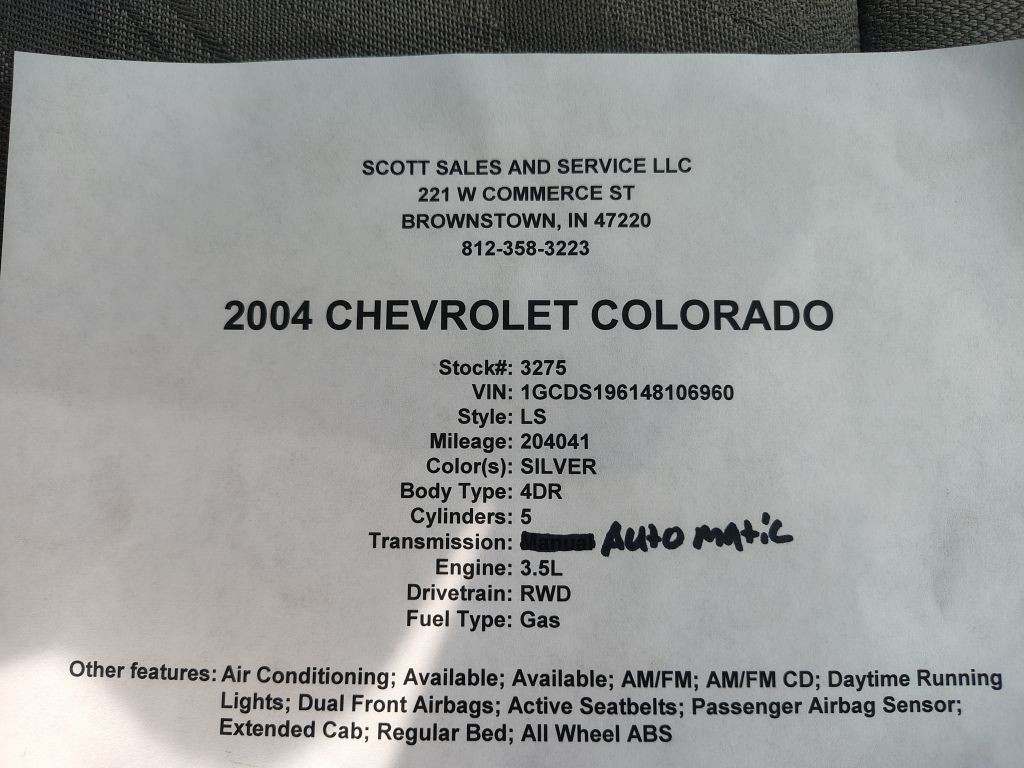 SCOTT SALES AND SERVICE LLC
221 W COMMERCE ST
BROWNSTOWN, IN 47220
812-358-3223
2004 CHEVROLET COLORADO
Stock#: 3275
VIN: 1GCDS196148106960
Style: LS
Mileage: 204041
Color(s): SILVER
Body Type: 4DR
Cylinders: 5
Transmission: Manual Automatic
Engine: 3.5L
Drivetrain: RWD
Fuel Type: Gas
Other features: Air Conditioning; Available; Available; AM/FM; AM/FM CD; Daytime Running
Lights; Dual Front Airbags; Active Seatbelts; Passenger Airbag Sensor;
Extended Cab; Regular Bed; All Wheel ABS